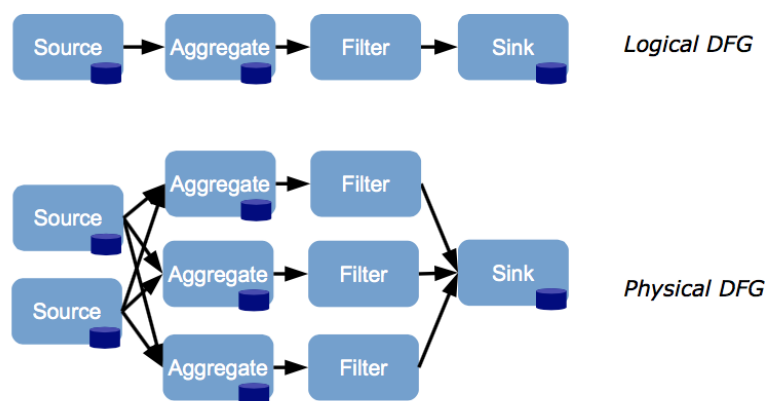 Source
Aggregate
Filter
Sink
Logical DFG
Aggregate
Filter
Source
Aggregate
Filter
Sink
Source
Physical DFG
Aggregate
Filter